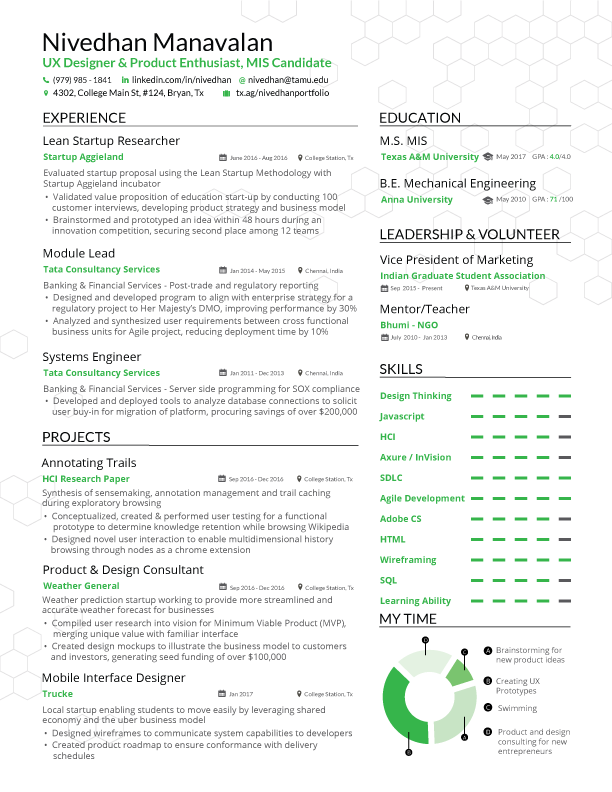 Nivedhan Manavalan
UX Designer & Product Enthusiast, MIS Candidate
(979) 985 - 1841 in linkedin.com/in/nivedhan @ nivedhan@tamu.edu
4302, College Main St, #124, Bryan, Tx tx.ag/nivedhanportfolio
EXPERIENCE
Lean Startup Researcher
Startup Aggieland June 2016 - Aug 2016 College Station, Tx
Evaluated startup proposal using the Lean Startup Methodology with
Startup Aggieland incubator
• Validated value proposition of education start-up by conducting 100
customer interviews, developing product strategy and business model
• Brainstormed and prototyped an idea within 48 hours during an
innovation competition, securing second place among 12 teams
Module Lead
Tata Consultancy Services Jan 2014 - May 2015 Chennai, India
Banking & Financial Services - Post-trade and regulatory reporting
• Designed and developed program to align with enterprise strategy for a
regulatory project to Her Majesty's DMO, improving performance by 30%
• Analyzed and synthesized user requirements between cross functional
business units for Agile project, reducing deployment time by 10%
Systems Engineer
Tata Consultancy Services Jan 2011 - Dec 2013 Chennai, India
Banking & Financial Services - Server side programming for SOX compliance
• Developed and deployed tools to analyze database connections to solicit
user buy-in for migration of platform, procuring savings of over $200,000
PROJECTS
Annotating Trails
HCI Research Paper Sep 2016 - Dec 2016 College Station, Tx
Synthesis of sensemaking, annotation management and trail caching
during exploratory browsing
• Conceptualized, created & performed user testing for a functional
prototype to determine knowledge retention while browsing Wikipedia
• Designed novel user interaction to enable multidimensional history
browsing through nodes as a chrome extension
Product & Design Consultant
Weather General Sep 2016 - Dec 2016 College Station, Tx
Weather prediction startup working to provide more streamlined and
accurate weather forecast for businesses
• Compiled user research into vision for Minimum Viable Product (MVP),
merging unique value with familiar interface
• Created design mockups to illustrate the business model to customers
and investors, generating seed funding of over $100,000
Mobile Interface Designer
Trucke Jan 2017 College Station, Tx
Local startup enabling students to move easily by leveraging shared
economy and the uber business model
• Designed wireframes to communicate system capabilities to developers
• Created product roadmap to ensure conformance with delivery
schedules
EDUCATION
M.S. MIS
Texas A&M University May 2017 GPA : 4.0/4.0
B.E. Mechanical Engineering
Anna University May 2010 GPA : 71 /100
LEADERSHIP & VOLUNTEER
Vice President of Marketing
Indian Graduate Student Association
Sep 2015 - Present Texas A&M University
Mentor/Teacher
Bhumi - NGO
July 2010 - Jan 2013 Chennai,India
SKILLS
Design Thinking
Javascript
HCI
Axure / InVision
SDLC
Agile Development
Adobe CS
HTML
Wireframing
SQL
Learning Ability
MY TIME
D
C
A
B
A Brainstorming for
new product ideas
B Creating UX
Prototypes
C Swimming
D Product and design
consulting for new
entrepreneurs